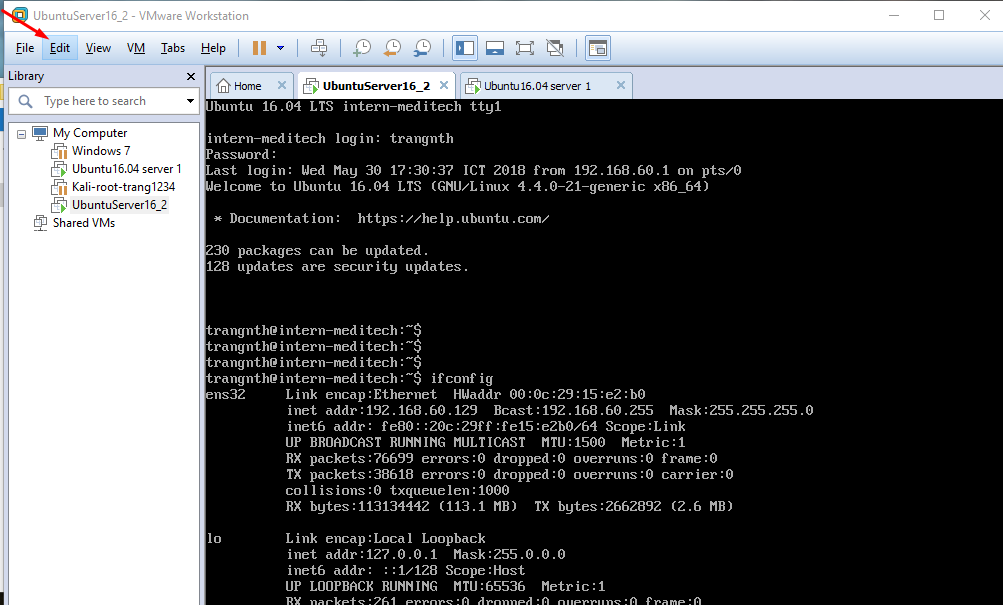 UbuntuServer16_2 - VMware Workstation
File Edit View VM Tabs Help
Library
Type here to search
My Computer
Windows 7
Ubuntu16.04 server 1
Kali-root-trang1234
UbuntuServer16_2
Shared VMs
Home UbuntuServer16_2 Ubuntu16.04 server 1
Ubuntu 16.04 LTS intern-meditech tty1
intern-meditech login: trangnth
Password:
Last login: Wed May 30 17:30:37 ICT 2018 from 192.168.60.1 on pts/0
Welcome to Ubuntu 16.04 LTS (GNU/Linux 4.4.0-21-generic x86_64)
* Documentation:  https://help.ubuntu.com/
230 packages can be updated.
128 updates are security updates.
trangnth@intern-meditech:~$
trangnth@intern-meditech:~$
trangnth@intern-meditech:~$
trangnth@intern-meditech:~$ ifconfig
ens32     Link encap:Ethernet  HWaddr 00:0c:29:15:e2:b0
inet addr:192.168.60.129  Bcast:192.168.60.255  Mask:255.255.255.0
inet6 addr: fe80::20c:29ff:fe15:e2b0/64 Scope:Link
UP BROADCAST RUNNING MULTICAST  MTU:1500  Metric:1
RX packets:76699 errors:0 dropped:0 overruns:0 frame:0
TX packets:38618 errors:0 dropped:0 overruns:0 carrier:0
collisions:0 txqueuelen:1000
RX bytes:113134442 (113.1 MB)  TX bytes:2662892 (2.6 MB)
lo        Link encap:Local Loopback
inet addr:127.0.0.1  Mask:255.0.0.0
inet6 addr: ::1/128 Scope:Host
UP LOOPBACK RUNNING  MTU:65536  Metric:1
RX packets:261 errors:0 dropped:0 overruns:0 frame:0